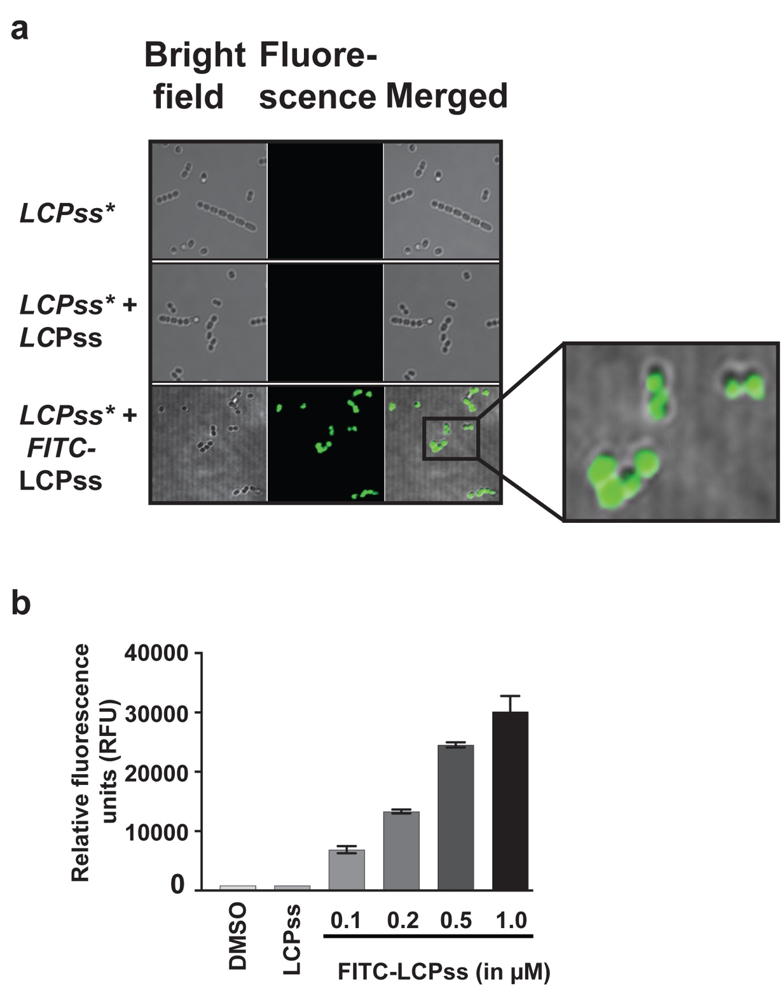 a
Bright Fluore-
field scence Merged
LCPss*
LCPss* +
LCPss
LCPss* +
FITC-
LCPss
b
Relative fluorescence
units (RFU)
40000
30000
20000
10000
0
DMSO
LCPss
0.1 0.2 0.5 1.0
FITC-LCPss (in µM)